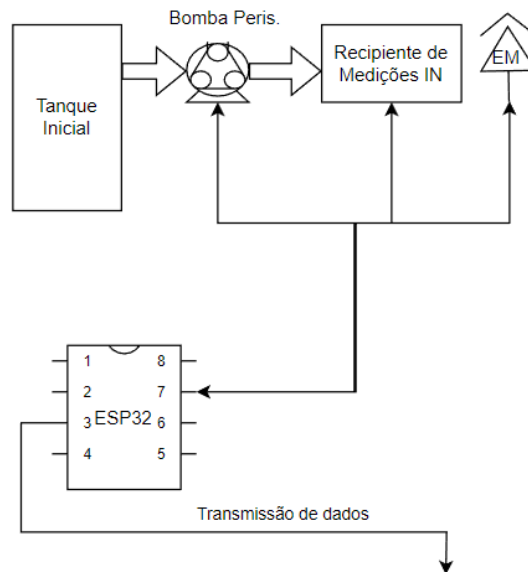 Bomba Peris.
Tanque
Inicial
Recipiente de
Medições IN
EM
1
8
2
7
3
ESP32
6
4
5
Transmissão de dados